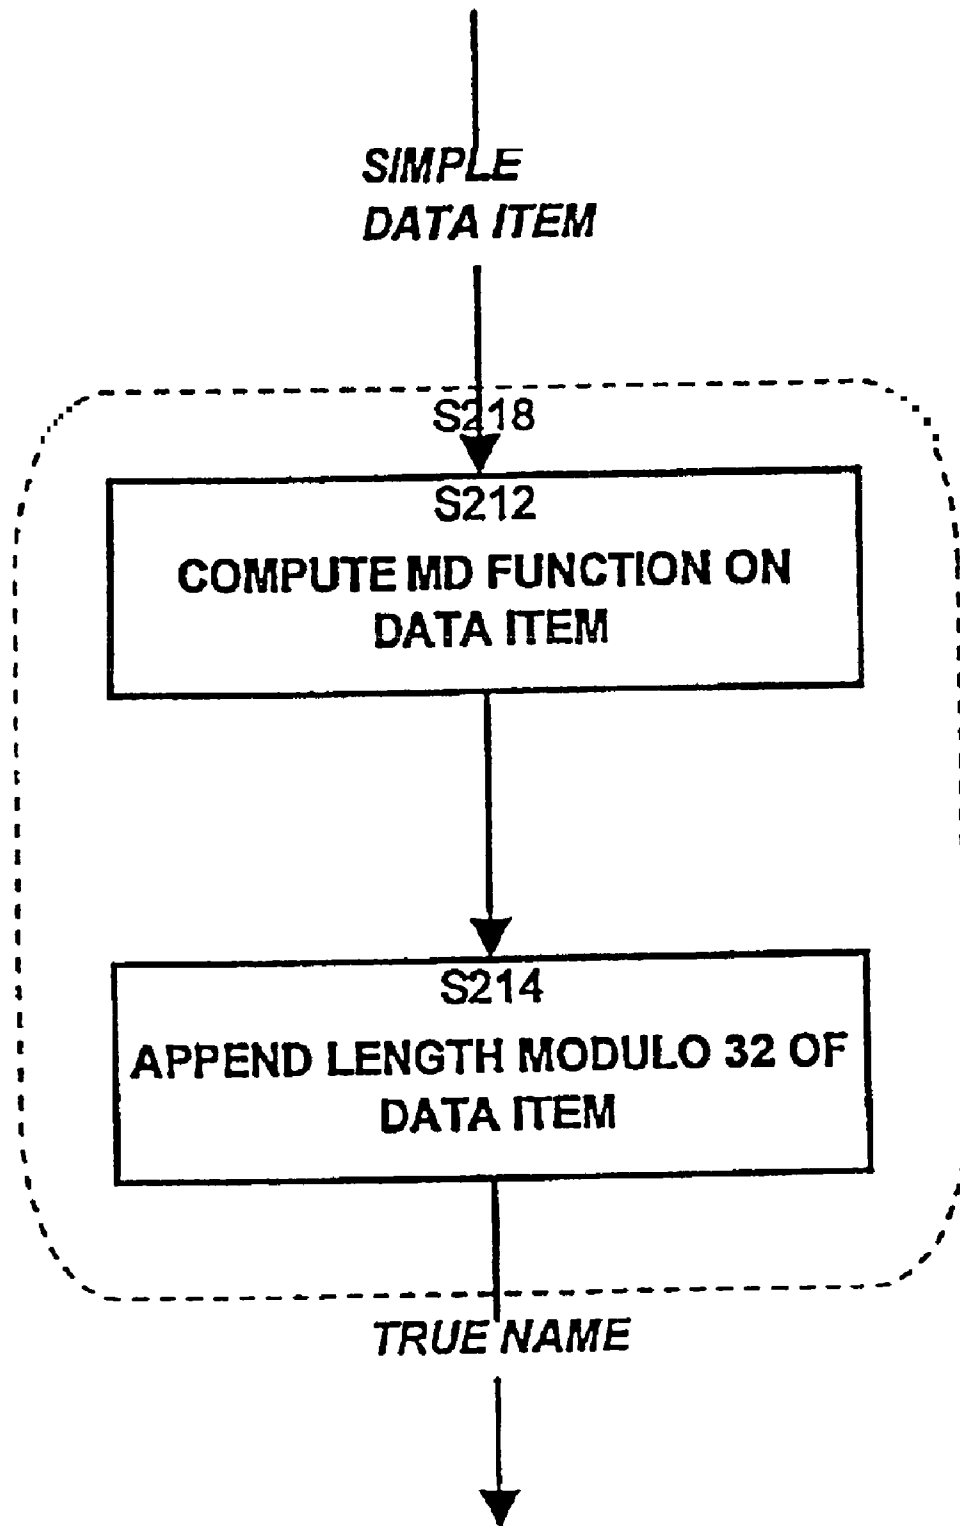 SIMPLE
DATA ITEM
S218
S212
COMPUTE MD FUNCTION ON
DATA ITEM
S214
APPEND LENGTH MODULO 32 OF
DATA ITEM
TRUE NAME